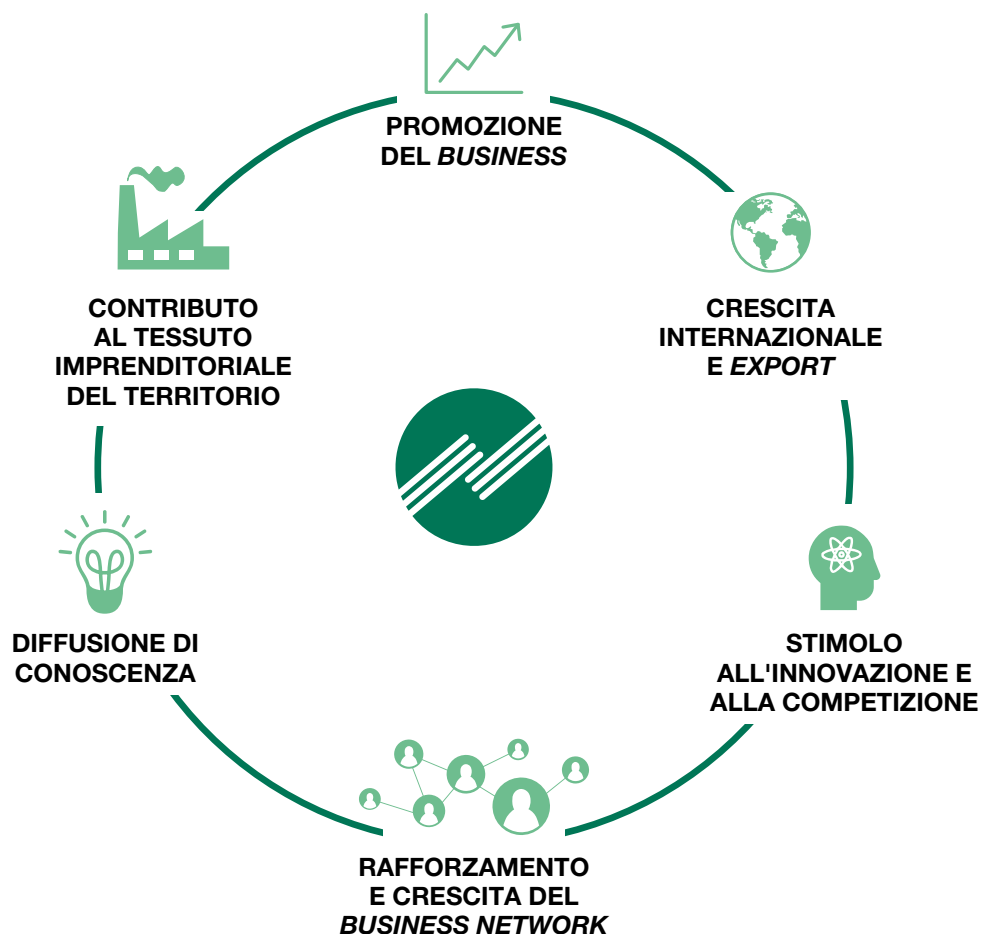 PROMOZIONE
DEL BUSINESS
CRESCITA
INTERNAZIONALE
E EXPORT
STIMOLO
ALL'INNOVAZIONE E
ALLA COMPETIZIONE
RAFFORZAMENTO
E CRESCITA DEL
BUSINESS NETWORK
DIFFUSIONE DI
CONOSCENZA
CONTRIBUTO
AL TESSUTO
IMPRENDITORIALE
DEL TERRITORIO